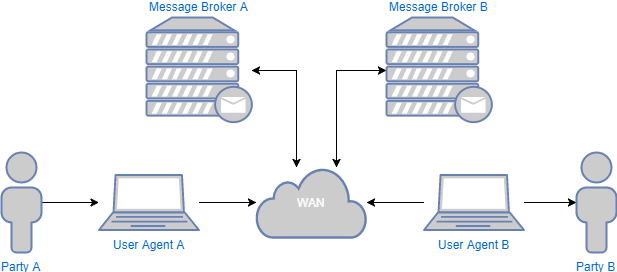 Message Broker A
Message Broker B
WAN
User Agent A
User Agent B
Party A
Party B